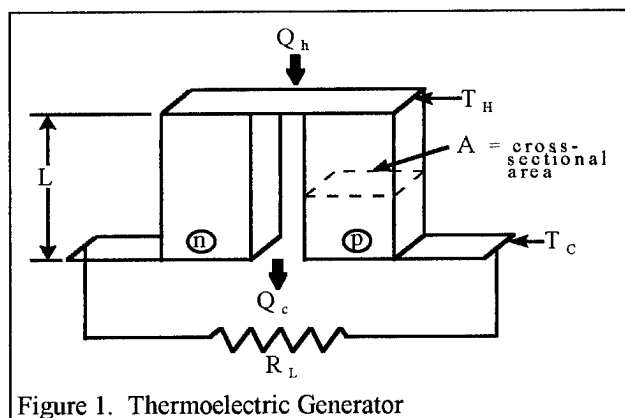 Q h
T H
L
A = cross-
sectional
area
n
p
T C
Q c
R L
Figure 1. Thermoelectric Generator